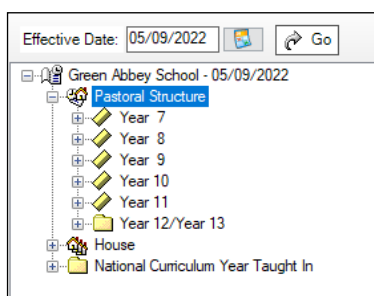 Effective Date: 05/09/2022 Go
Green Abbey School - 05/09/2022
Pastoral Structure
Year 7
Year 8
Year 9
Year 10
Year 11
Year 12/Year 13
House
National Curriculum Year Taught In